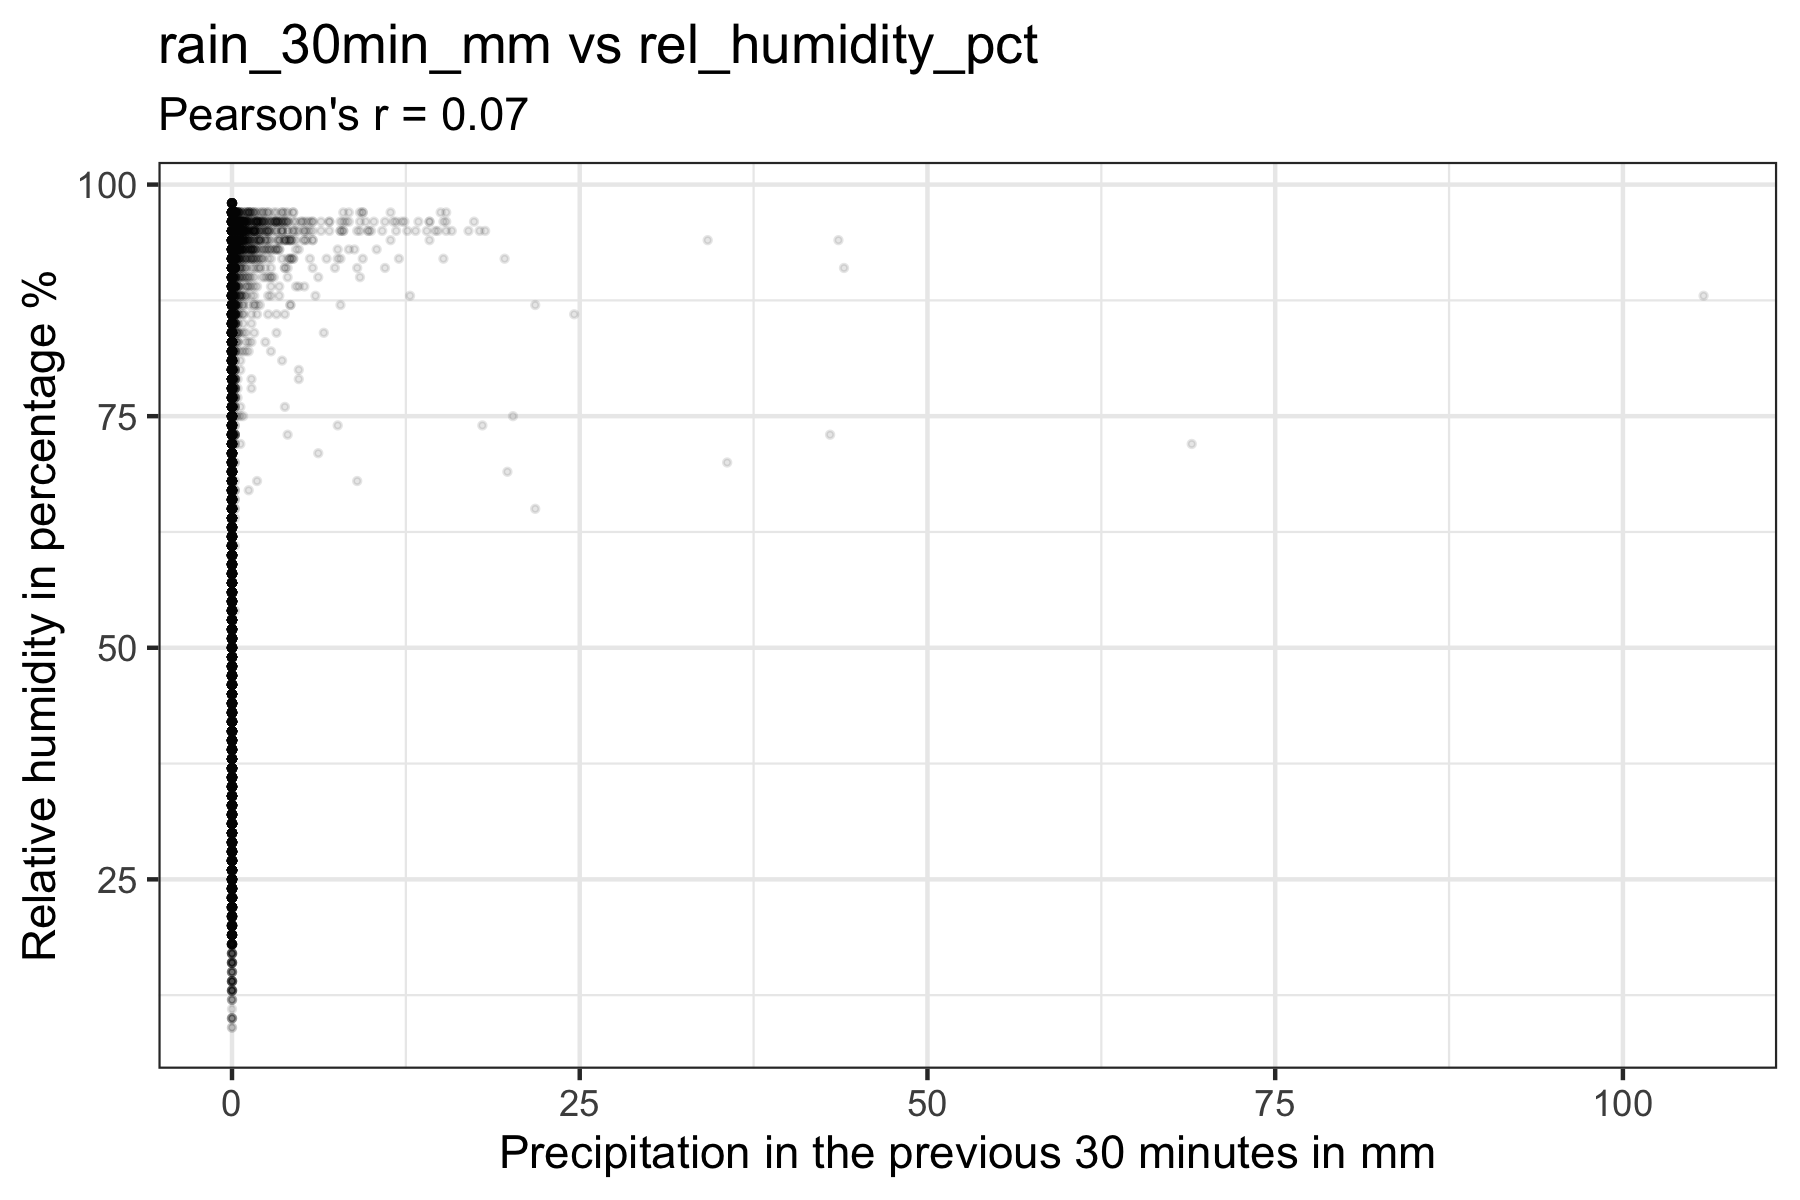 rain_30min_mm vs rel_humidity_pct
Pearson's r = 0.07
Relative humidity in percentage %
100
75
50
25
0 25 50 75 100
Precipitation in the previous 30 minutes in mm